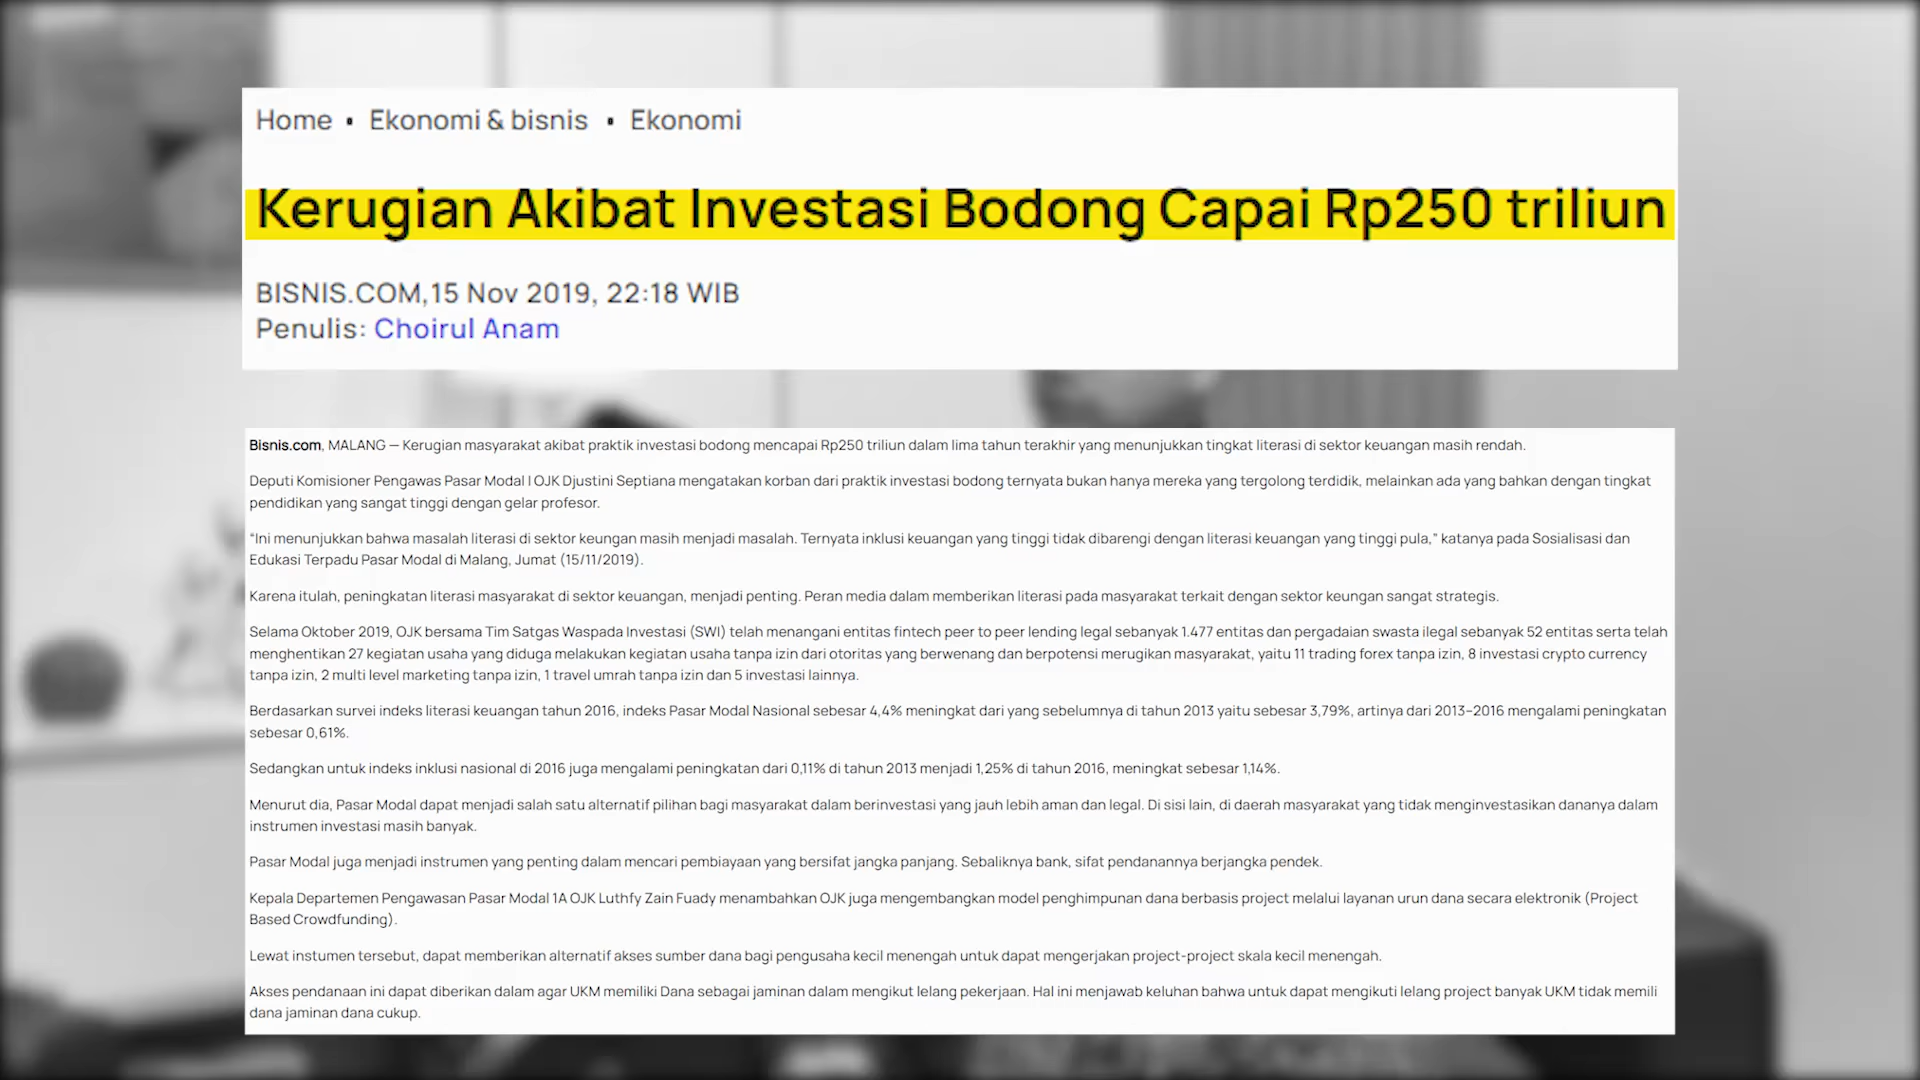 Home • Ekonomi & bisnis • Ekonomi
Kerugian Akibat Investasi Bodong Capai Rp250 triliun
BISNIS.COM,15 Nov 2019, 22:18 WIB
Penulis: Choirul Anam
Bisnis.com, MALANG — Kerugian masyarakat akibat praktik investasi bodong mencapai Rp250 triliun dalam lima tahun terakhir yang menunjukkan tingkat literasi di sektor keuangan masih rendah.
Deputi Komisioner Pengawas Pasar Modal I OJK Djustini Septiana mengatakan korban dari praktik investasi bodong ternyata bukan hanya mereka yang tergolong terdidik, melainkan ada yang bahkan dengan tingkat
pendidikan yang sangat tinggi dengan gelar profesor.
“Ini menunjukkan bahwa masalah literasi di sektor keungan masih menjadi masalah. Ternyata inklusi keuangan yang tinggi tidak dibarengi dengan literasi keuangan yang tinggi pula,” katanya pada Sosialisasi dan
Edukasi Terpadu Pasar Modal di Malang, Jumat (15/11/2019).
Karena itulah, peningkatan literasi masyarakat di sektor keuangan, menjadi penting. Peran media dalam memberikan literasi pada masyarakat terkait dengan sektor keungan sangat strategis.
Selama Oktober 2019, OJK bersama Tim Satgas Waspada Investasi (SWI) telah menangani entitas fintech peer to peer lending legal sebanyak 1.477 entitas dan pergadaian swasta ilegal sebanyak 52 entitas serta telah
menghentikan 27 kegiatan usaha yang diduga melakukan kegiatan usaha tanpa izin dari otoritas yang berwenang dan berpotensi merugikan masyarakat, yaitu 11 trading forex tanpa izin, 8 investasi crypto currency
tanpa izin, 2 multi level marketing tanpa izin, 1 travel umrah tanpa izin dan 5 investasi lainnya.
Berdasarkan survei indeks literasi keuangan tahun 2016, indeks Pasar Modal Nasional sebesar 4,4% meningkat dari yang sebelumnya di tahun 2013 yaitu sebesar 3,79%, artinya dari 2013–2016 mengalami peningkatan
sebesar 0,61%.
Sedangkan untuk indeks inklusi nasional di 2016 juga mengalami peningkatan dari 0,11% di tahun 2013 menjadi 1,25% di tahun 2016, meningkat sebesar 1,14%.
Menurut dia, Pasar Modal dapat menjadi salah satu alternatif pilihan bagi masyarakat dalam berinvestasi yang jauh lebih aman dan legal. Di sisi lain, di daerah masyarakat yang tidak menginvestasikan dananya dalam
instrumen investasi masih banyak.
Pasar Modal juga menjadi instrumen yang penting dalam mencari pembiayaan yang bersifat jangka panjang. Sebaliknya bank, sifat pendanannya berjangka pendek.
Kepala Departemen Pengawasan Pasar Modal 1A OJK Luthfy Zain Fuady menambahkan OJK juga mengembangkan model penghimpunan dana berbasis project melalui layanan urun dana secara elektronik (Project
Based Crowdfunding).
Lewat instumen tersebut, dapat memberikan alternatif akses sumber dana bagi pengusaha kecil menengah untuk dapat mengerjakan project-project skala kecil menengah.
Akses pendanaan ini dapat diberikan dalam agar UKM memiliki Dana sebagai jaminan dalam mengikut lelang pekerjaan. Hal ini menjawab keluhan bahwa untuk dapat mengikuti lelang project banyak UKM tidak memili
dana jaminan dana cukup.